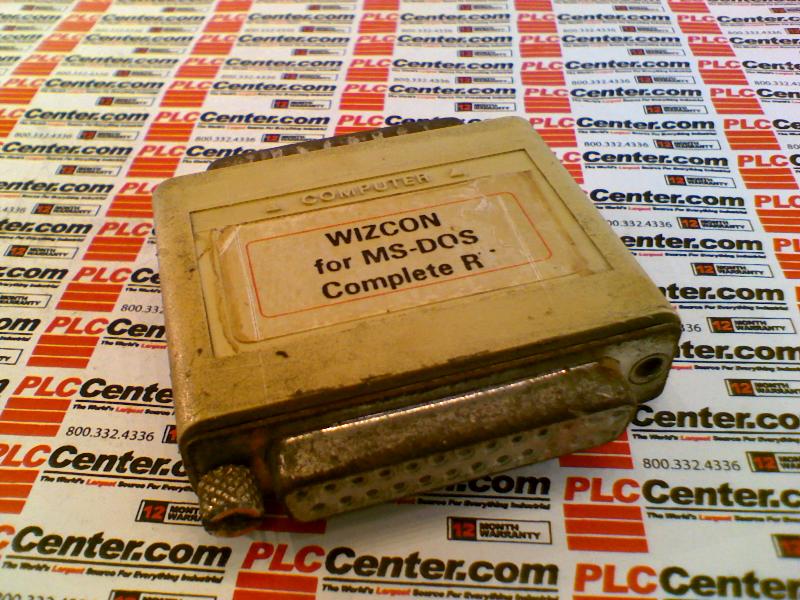 COMPUTER
WIZCON
for MS-DOS
Complete R
PLCCenter.com
The World's Largest Source For Everything Industrial
800.332.4336
12 MONTH
WARRANTY